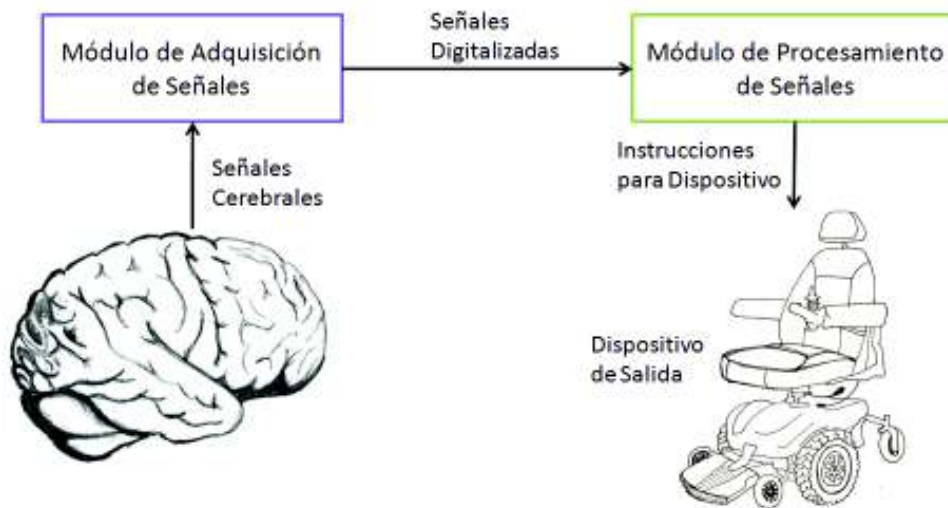 Módulo de Adquisición
de Señales
Señales
Digitalizadas
Módulo de Procesamiento
de Señales
Señales
Cerebrales
Instrucciones
para Dispositivo
Dispositivo
de Salida